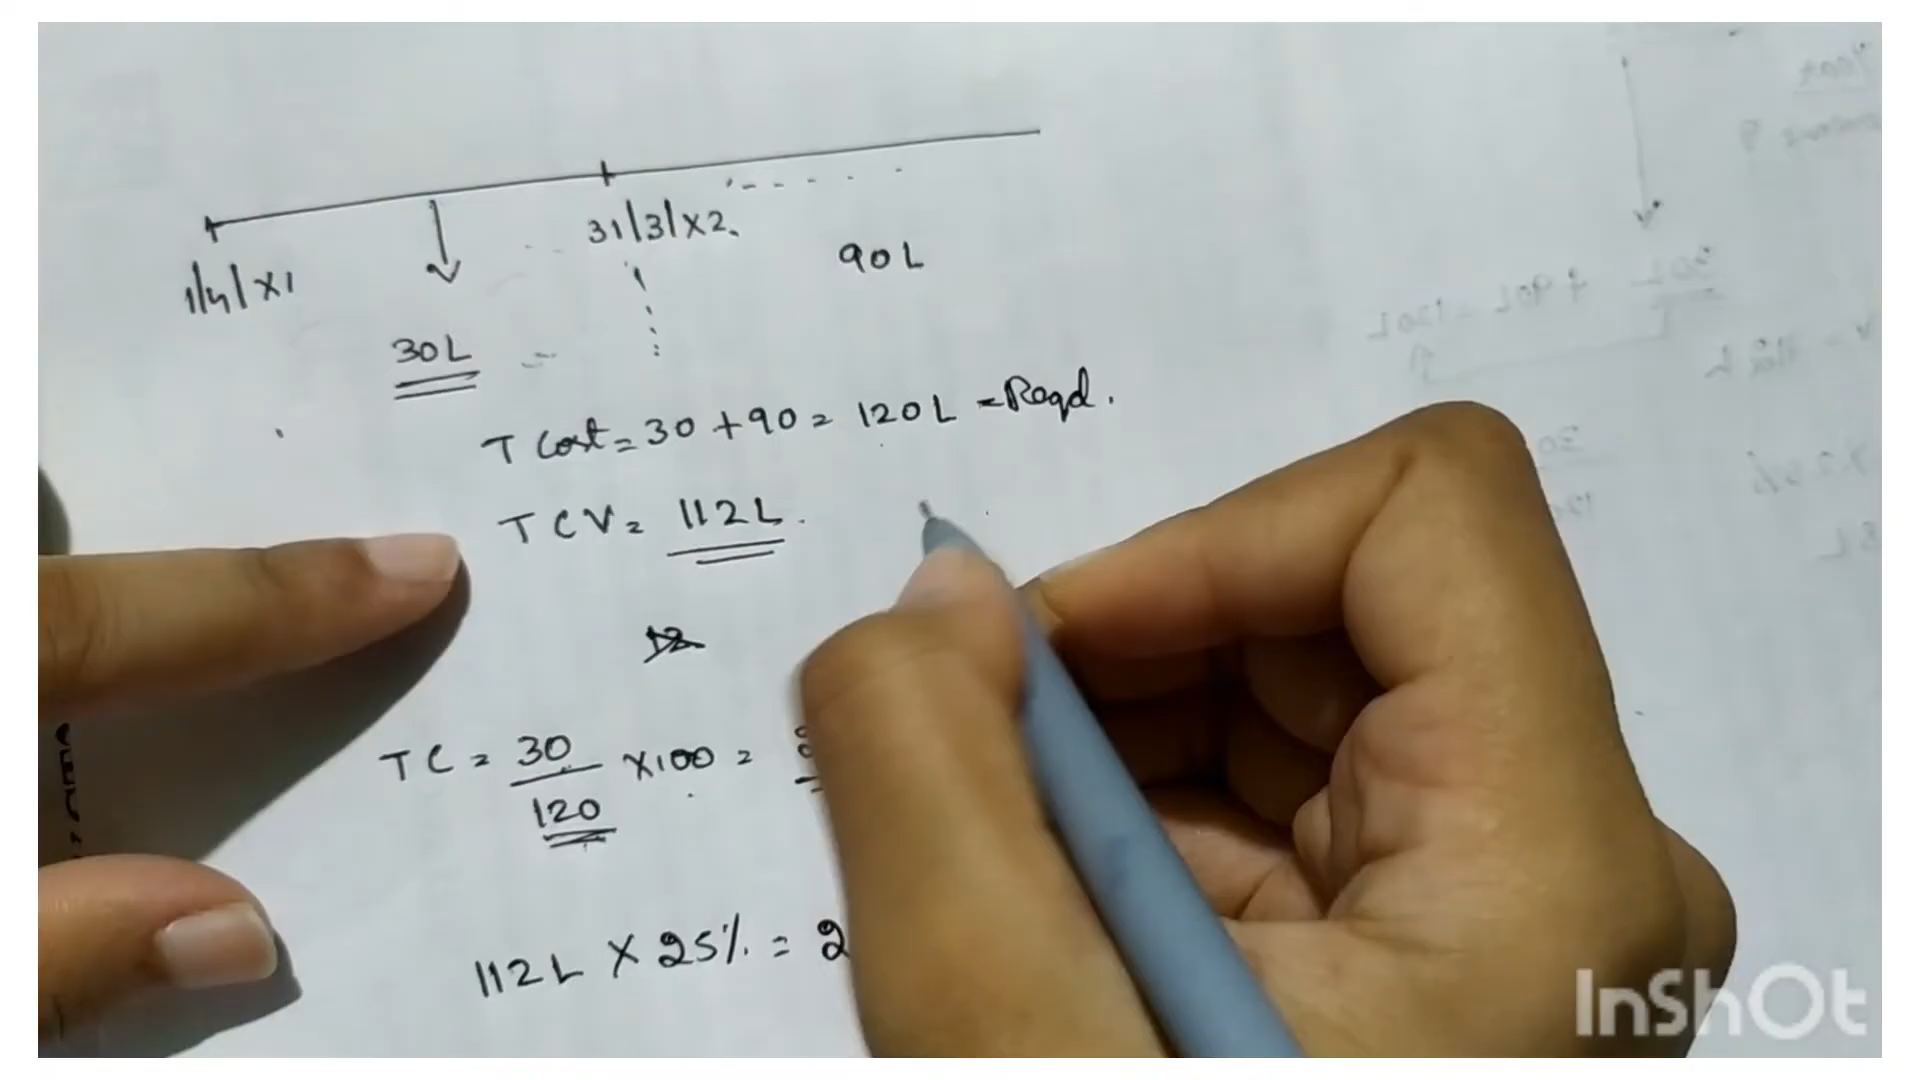 1/4/X1
31/3/X2.
90L
30L
T Cost = 30 + 90 = 120L = Reqd.
TCV = 112L.
TC = 30/120 X100 =
112L X 25% = 2
InShOt